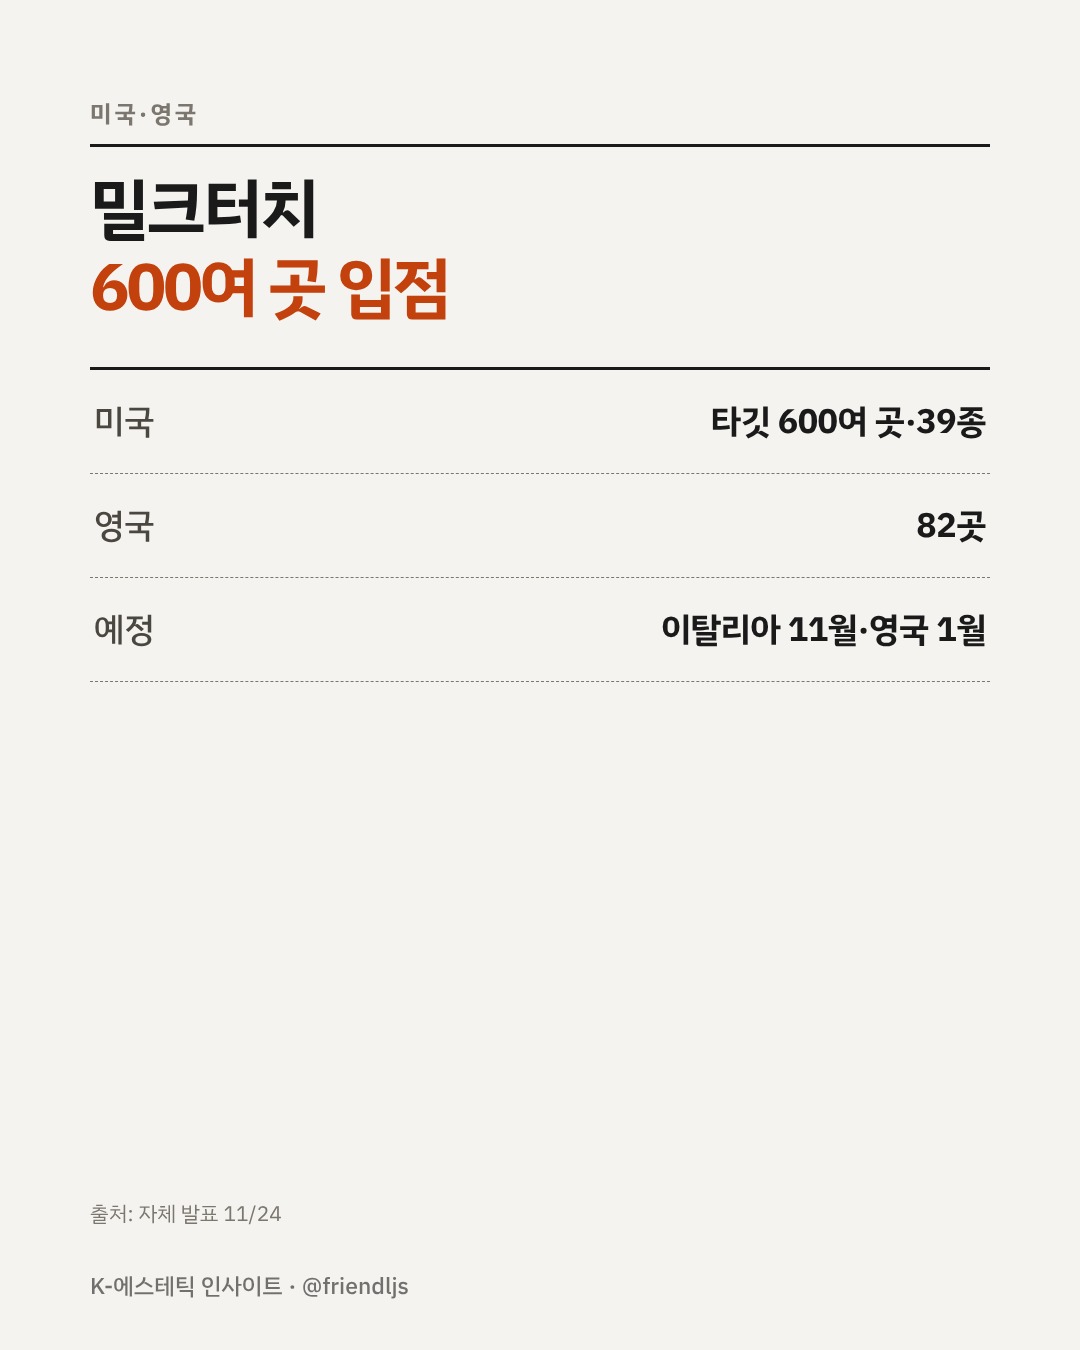 미국·영국
밀크터치
600여 곳 입점
미국 타깃 600여 곳·39종
영국 82곳
예정 이탈리아 11월·영국 1월
출처: 자체 발표 11/24
K-에스테틱 인사이트 · @friendljs